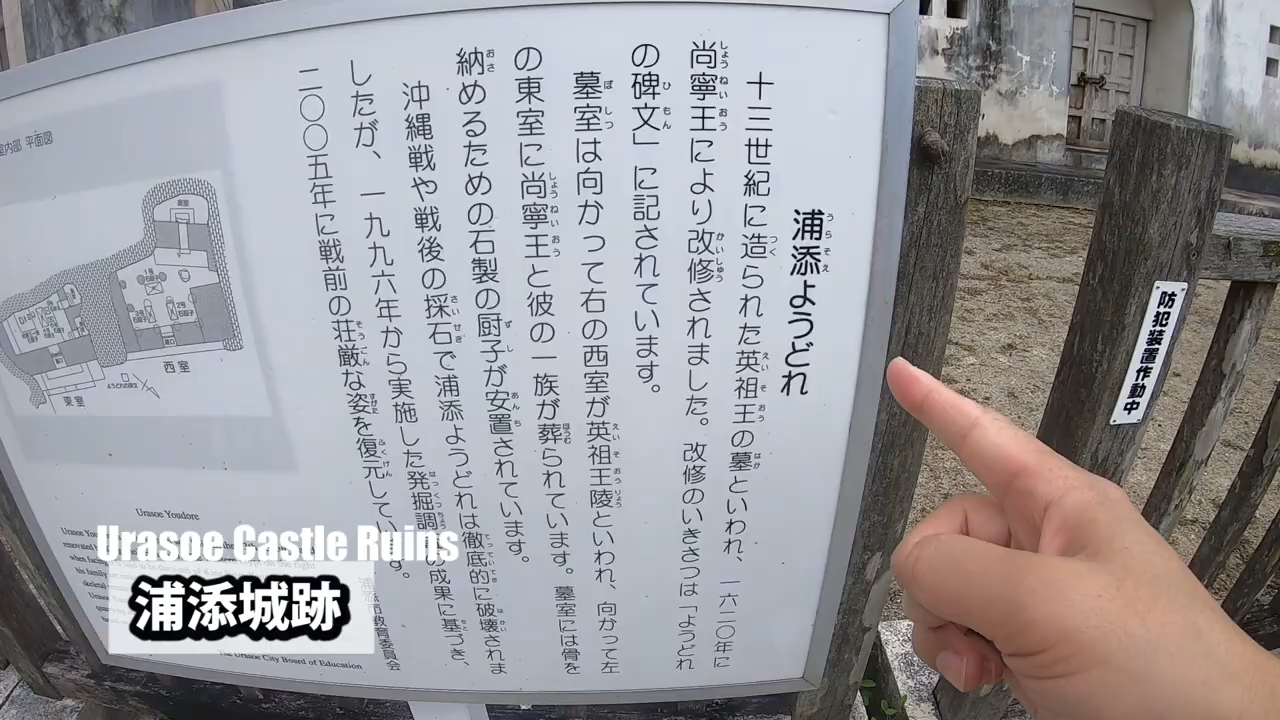 浦添ようどれ
十三世紀に造られた英祖王の墓といわれ、一六二〇年に
尚寧王により改修されました。改修のいきさつは「ようどれ
の碑文」に記されています。
墓室は向かって右の西室が英祖王陵といわれ、向かって左
の東室に尚寧王と彼の一族が葬られています。墓室には骨を
納めるための石製の厨子が安置されています。
沖縄戦や戦後の採石で浦添ようどれは徹底的に破壊されま
したが、一九九六年から実施した発掘調の成果に基づき、
二〇〇五年に戦前の荘厳な姿を復元しています。
浦添市教育委員会
室内部 平面図
東室
西室
Urasoe Youdore
The Urasoe City Board of Education
Urasoe Castle Ruins
浦添城跡
防犯装置作動中